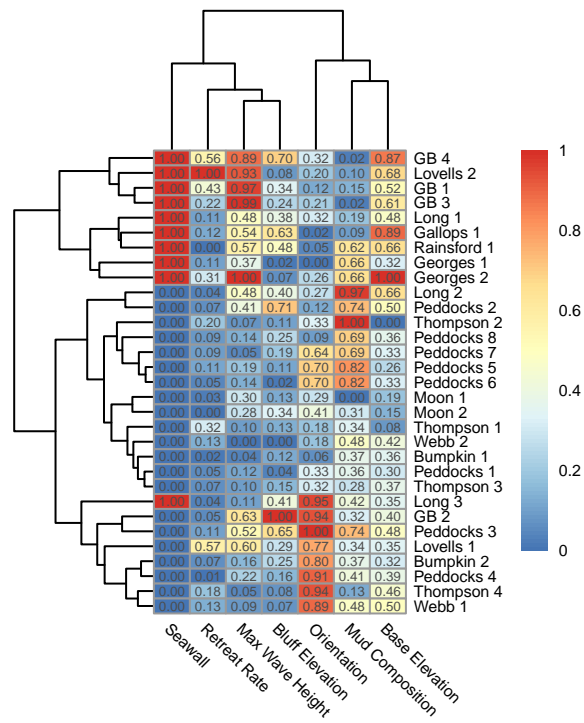 1.00 0.56 0.89 0.70 0.32 0.02 0.87 GB 4
1.00 1.00 0.93 0.08 0.20 0.10 0.68 Lovells 2
1.00 0.43 0.97 0.34 0.12 0.15 0.52 GB 1
1.00 0.22 0.99 0.24 0.21 0.02 0.61 GB 3
1.00 0.11 0.48 0.38 0.32 0.19 0.48 Long 1
1.00 0.12 0.54 0.63 0.02 0.09 0.89 Gallops 1
1.00 0.00 0.57 0.48 0.05 0.62 0.66 Rainsford 1
1.00 0.11 0.37 0.02 0.00 0.66 0.32 Georges 1
1.00 0.31 1.00 0.07 0.26 0.66 1.00 Georges 2
0.00 0.04 0.48 0.40 0.27 0.97 0.66 Long 2
0.00 0.07 0.41 0.71 0.12 0.74 0.50 Peddocks 2
0.00 0.20 0.07 0.11 0.33 1.00 0.00 Thompson 2
0.00 0.09 0.14 0.25 0.09 0.69 0.36 Peddocks 8
0.00 0.09 0.05 0.19 0.64 0.69 0.33 Peddocks 7
0.00 0.11 0.19 0.11 0.70 0.82 0.26 Peddocks 5
0.00 0.05 0.14 0.02 0.70 0.82 0.33 Peddocks 6
0.00 0.03 0.30 0.13 0.29 0.00 0.19 Moon 1
0.00 0.00 0.28 0.34 0.41 0.31 0.15 Moon 2
0.00 0.32 0.10 0.13 0.18 0.34 0.08 Thompson 1
0.00 0.13 0.00 0.00 0.18 0.48 0.42 Webb 2
0.00 0.02 0.04 0.12 0.06 0.37 0.36 Bumpkin 1
0.00 0.05 0.12 0.04 0.33 0.36 0.30 Peddocks 1
0.00 0.07 0.10 0.15 0.32 0.28 0.37 Thompson 3
1.00 0.04 0.11 0.41 0.95 0.42 0.35 Long 3
0.00 0.05 0.63 1.00 0.94 0.32 0.40 GB 2
0.00 0.11 0.52 0.65 1.00 0.74 0.48 Peddocks 3
0.00 0.57 0.60 0.29 0.77 0.34 0.35 Lovells 1
0.00 0.07 0.16 0.25 0.80 0.37 0.32 Bumpkin 2
0.00 0.01 0.22 0.16 0.91 0.41 0.39 Peddocks 4
0.00 0.18 0.05 0.08 0.94 0.13 0.46 Thompson 4
0.00 0.13 0.09 0.07 0.89 0.48 0.50 Webb 1
Seawall
Retreat Rate
Max Wave Height
Bluff Elevation
Orientation
Mud Composition
Base Elevation
1
0.8
0.6
0.4
0.2
0